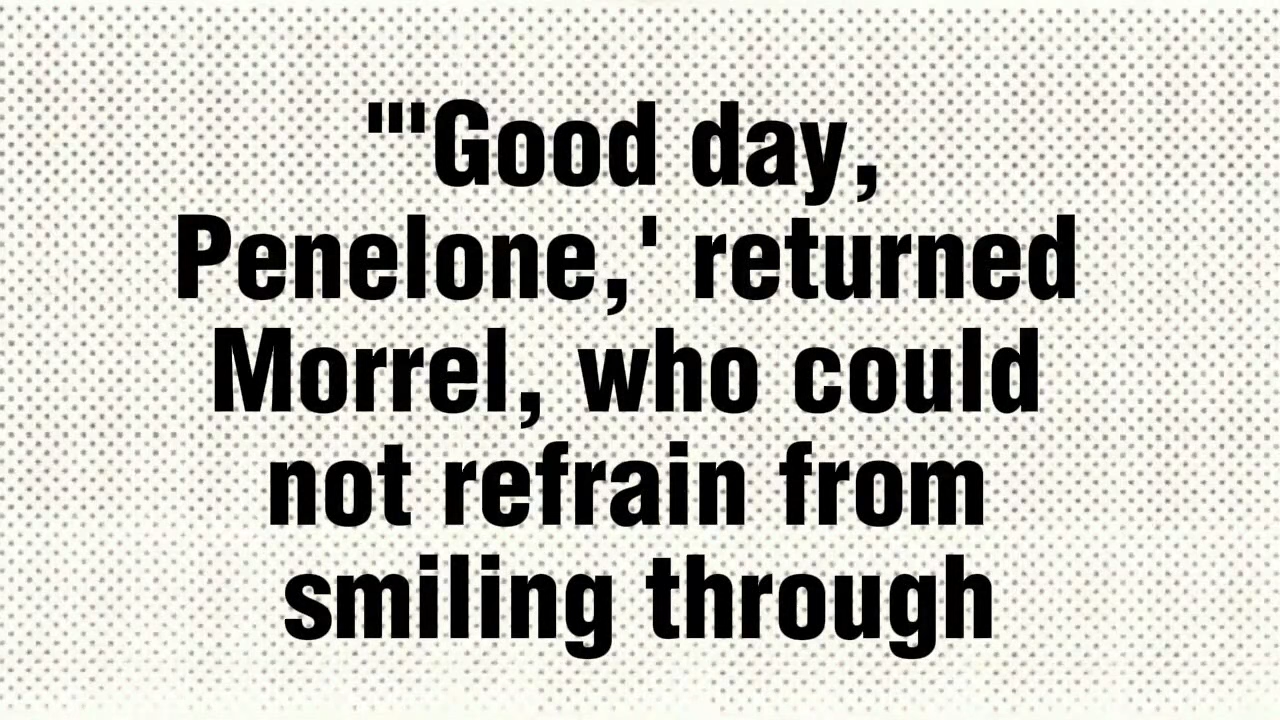 "'Good day,
Penelone,' returned
Morrel, who could
not refrain from
smiling through